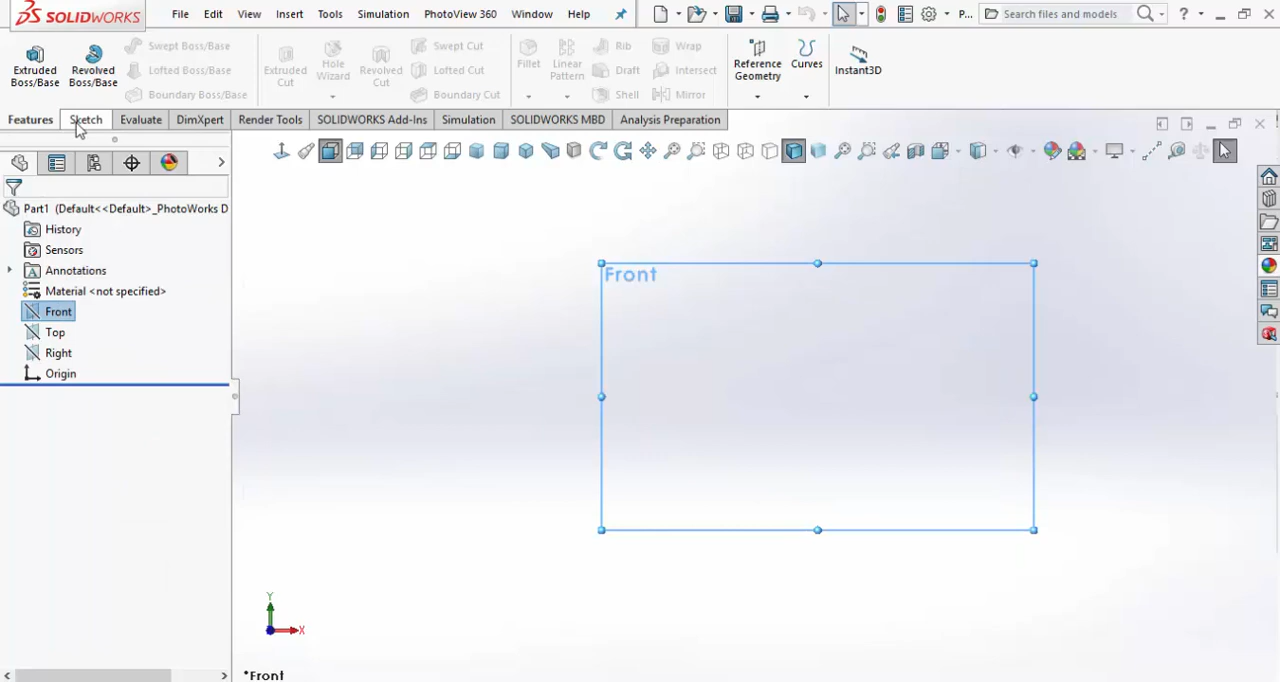 SOLIDWORKS File Edit View Insert Tools Simulation PhotoView 360 Window Help P... Search files and models ?
Extruded Boss/Base
Revolved Boss/Base
Swept Boss/Base
Lofted Boss/Base
Boundary Boss/Base
Extruded Cut
Hole Wizard
Revolved Cut
Swept Cut
Lofted Cut
Boundary Cut
Fillet
Linear Pattern
Rib
Draft
Shell
Wrap
Intersect
Mirror
Reference Geometry
Curves
Instant3D
Features Sketch Evaluate DimXpert Render Tools SOLIDWORKS Add-Ins Simulation SOLIDWORKS MBD Analysis Preparation
Part1 (Default<<Default>_PhotoWorks D
History
Sensors
Annotations
Material <not specified>
Front
Top
Right
Origin
Front
Y
X
*Front